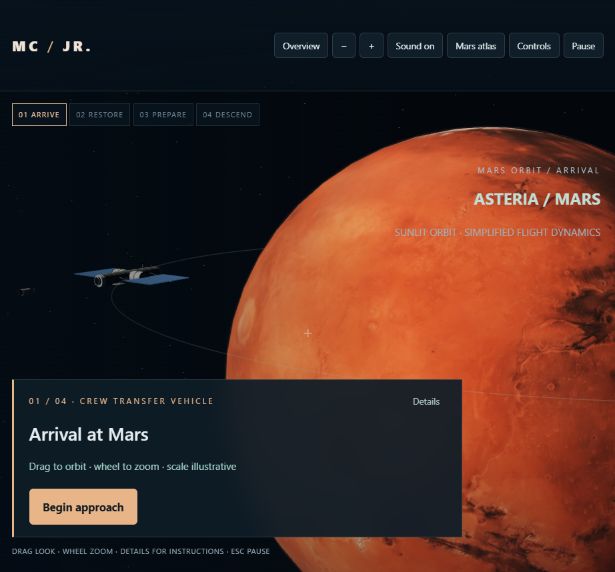 MC / JR.
Overview − + Sound on Mars atlas Controls Pause
01 ARRIVE 02 RESTORE 03 PREPARE 04 DESCEND
MARS ORBIT / ARRIVAL
ASTERIA / MARS
SUNLIT ORBIT · SIMPLIFIED FLIGHT DYNAMICS
01 / 04 · CREW TRANSFER VEHICLE Details
Arrival at Mars
Drag to orbit · wheel to zoom · scale illustrative
Begin approach
DRAG LOOK · WHEEL ZOOM · DETAILS FOR INSTRUCTIONS · ESC PAUSE